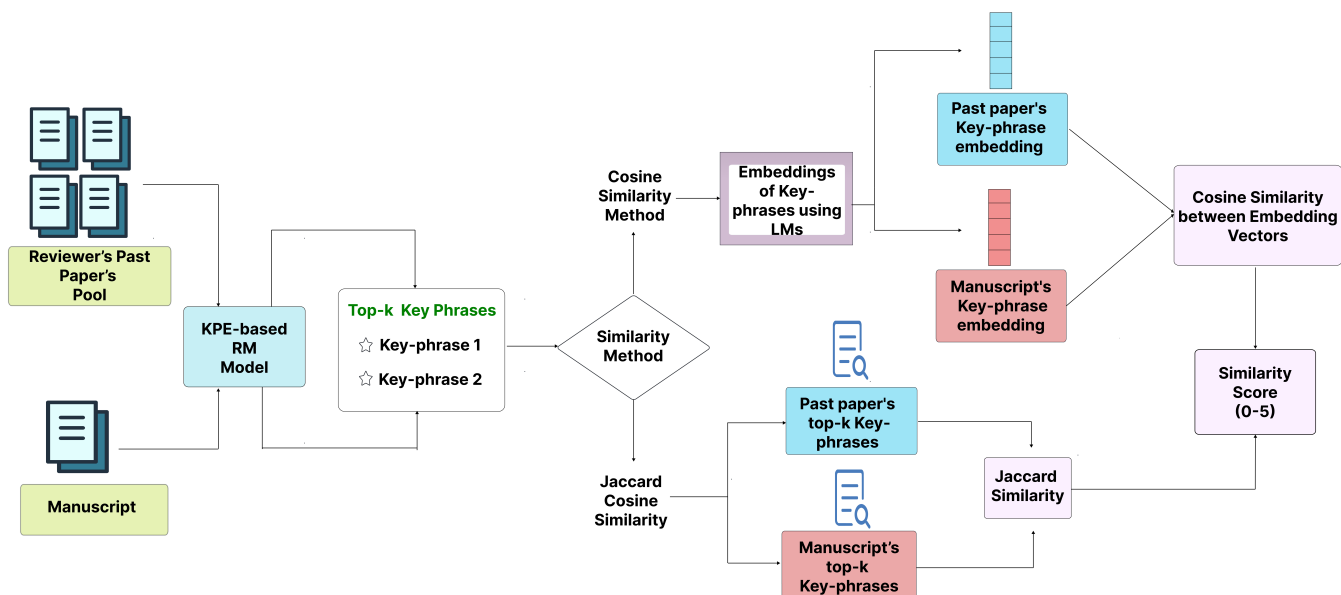 Reviewer's Past
Paper's
Pool
Manuscript
KPE-based
RM
Model
Top-k Key Phrases
Key-phrase 1
Key-phrase 2
Similarity
Method
Cosine
Similarity
Method
Embeddings
of Key-
phrases using
LMs
Past paper's
Key-phrase
embedding
Manuscript's
Key-phrase
embedding
Cosine Similarity
between Embedding
Vectors
Jaccard
Cosine
Similarity
Past paper's
top-k Key-
phrases
Manuscript’s
top-k
Key-phrases
Jaccard
Similarity
Similarity
Score
(0-5)